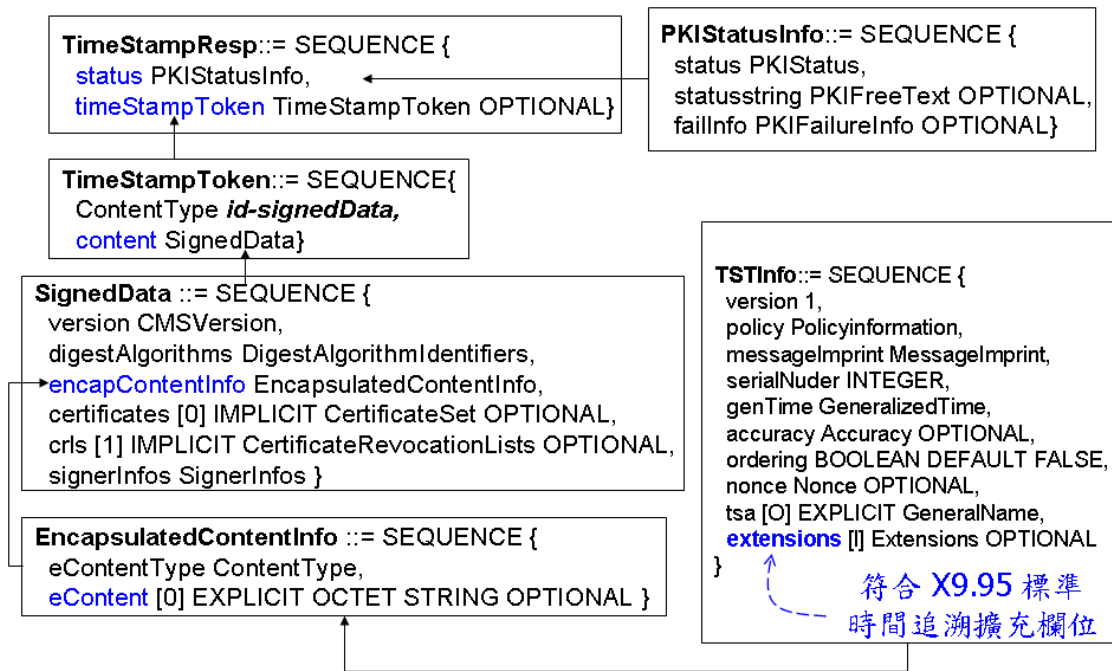 TimeStampResp::= SEQUENCE {
status PKIStatusInfo,
timeStampToken TimeStampToken OPTIONAL}
PKIStatusInfo::= SEQUENCE {
status PKIStatus,
statusstring PKIFreeText OPTIONAL,
failInfo PKIFailureInfo OPTIONAL}
TimeStampToken::= SEQUENCE{
ContentType id-signedData,
content SignedData}
SignedData ::= SEQUENCE {
version CMSVersion,
digestAlgorithms DigestAlgorithmIdentifiers,
encapContentInfo EncapsulatedContentInfo,
certificates [0] IMPLICIT CertificateSet OPTIONAL,
crls [1] IMPLICIT CertificateRevocationLists OPTIONAL,
signerInfos SignerInfos }
EncapsulatedContentInfo ::= SEQUENCE {
eContentType ContentType,
eContent [0] EXPLICIT OCTET STRING OPTIONAL }
TSTInfo::= SEQUENCE {
version 1,
policy Policyinformation,
messageImprint MessageImprint,
serialNuder INTEGER,
genTime GeneralizedTime,
accuracy Accuracy OPTIONAL,
ordering BOOLEAN DEFAULT FALSE,
nonce Nonce OPTIONAL,
tsa [O] EXPLICIT GeneralName,
extensions [l] Extensions OPTIONAL
}
符合 X9.95 標準
時間追溯擴充欄位